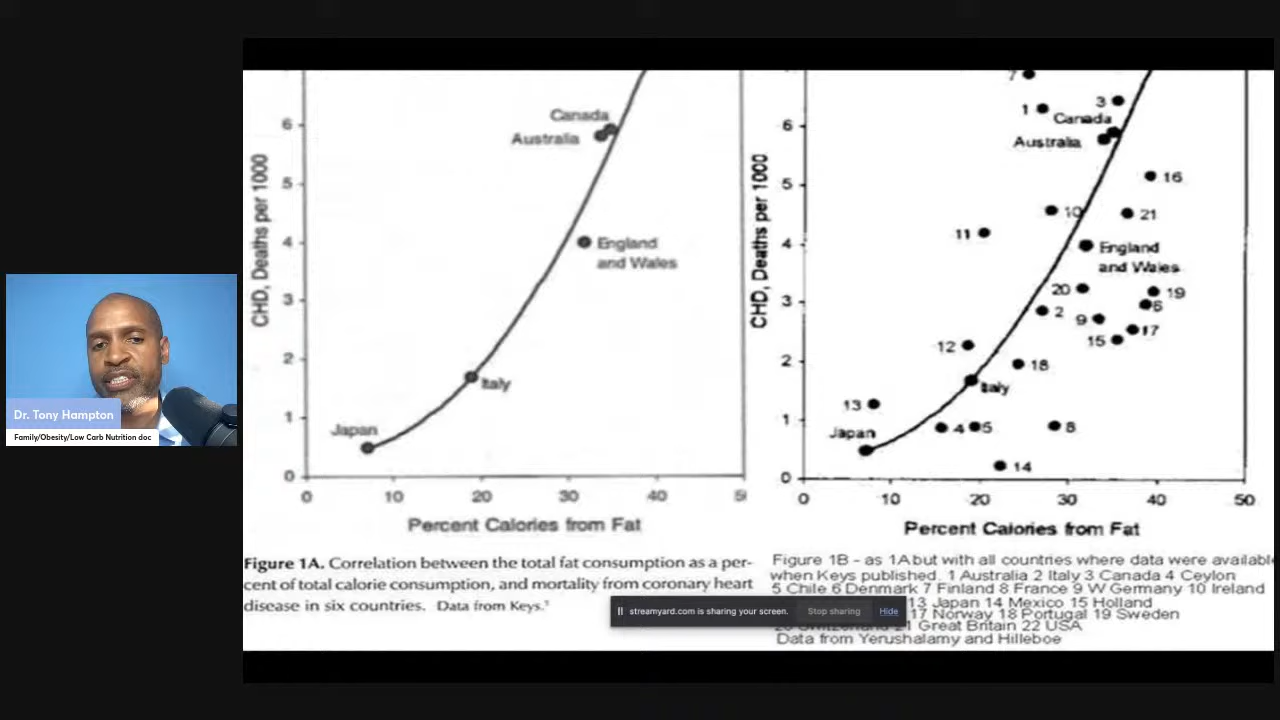 Dr. Tony Hampton
Family/Obesity/Low Carb Nutrition doc
CHD, Deaths per 1000
6
5
4
3
2
1
0
Canada
Australia
England
and Wales
Italy
Japan
0 10 20 30 40
Percent Calories from Fat
Figure 1A. Correlation between the total fat consumption as a per-
cent of total calorie consumption, and mortality from coronary heart
disease in six countries. Data from Keys.¹
CHD, Deaths per 1000
6
5
4
3
2
1
0
7
1
3
Canada
Australia
16
10
21
11
England
and Wales
20
19
2
6
9
17
15
12
18
Italy
13
Japan
4
5
8
14
0 10 20 30 40 50
Percent Calories from Fat
Figure 1B - as 1A but with all countries where data were available
when Keys published. 1 Australia 2 Italy 3 Canada 4 Ceylon
5 Chile 6 Denmark 7 Finland 8 France 9 W Germany 10 Ireland
13 Japan 14 Mexico 15 Holland
17 Norway 18 Portugal 19 Sweden
21 Great Britain 22 USA
Data from Yerushalamy and Hilleboe
streamyard.com is sharing your screen.
Stop sharing
Hide